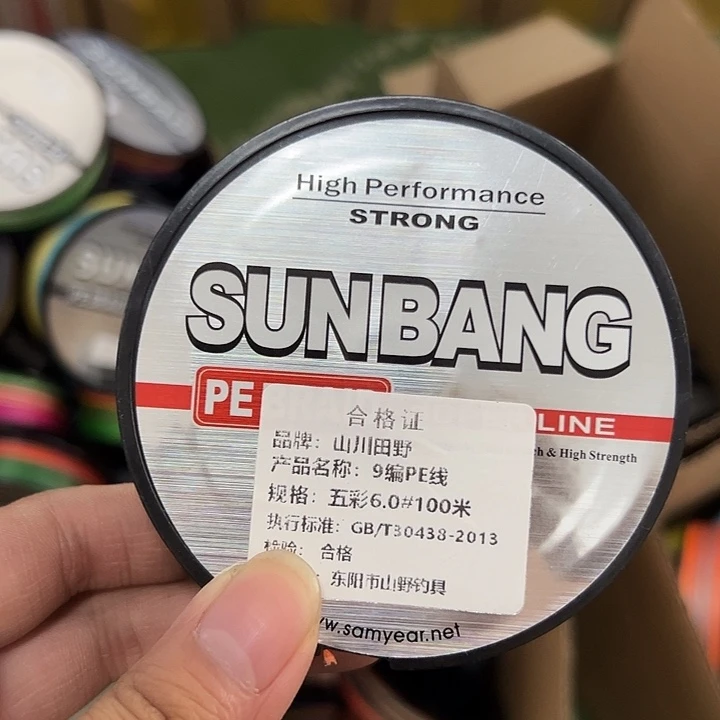 High Performance
STRONG
SUNBANG
PE
LINE
& High Strength
合格证
品牌：山川田野
产品名称：9编PE线
规格：五彩6.0#100米
执行标准：GB/T30438-2013
检验：合格
东阳市山野钓具
w.samyear.net